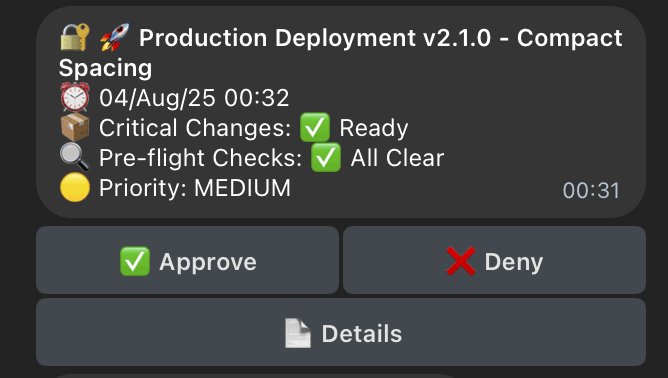 🔐 🚀 Production Deployment v2.1.0 - Compact
Spacing
⏰ 04/Aug/25 00:32
📦 Critical Changes: ✅ Ready
🔍 Pre-flight Checks: ✅ All Clear
🟡 Priority: MEDIUM
00:31
✅ Approve
❌ Deny
📄 Details